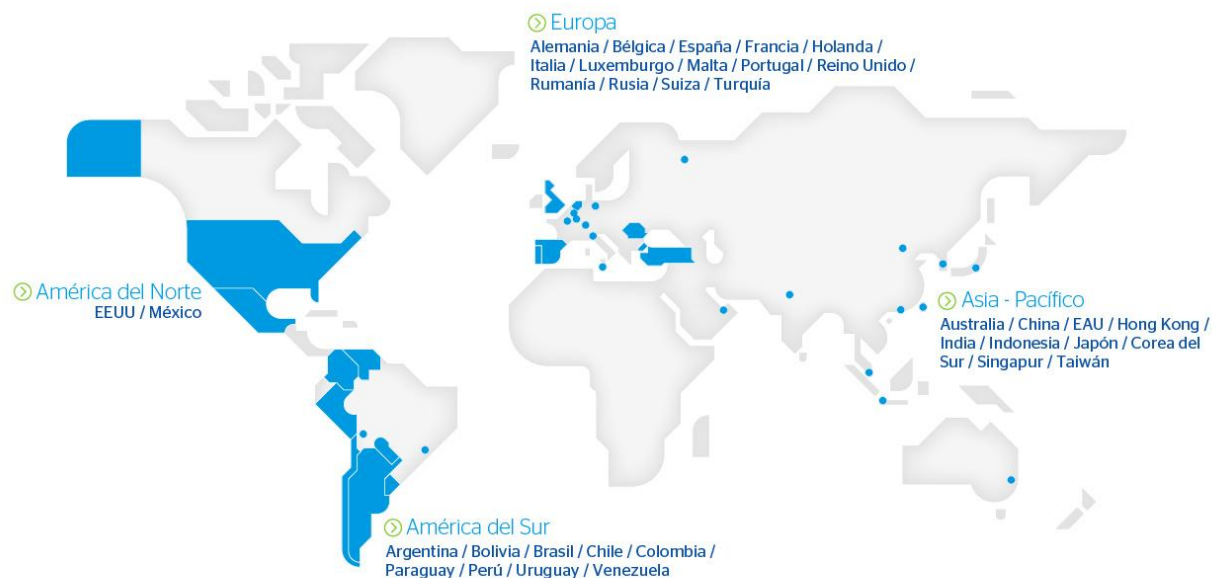 Europa
Alemania / Bélgica / España / Francia / Holanda /
Italia / Luxemburgo / Malta / Portugal / Reino Unido /
Rumanía / Rusia / Suiza / Turquía
América del Norte
EEUU / México
Asia - Pacífico
Australia / China / EAU / Hong Kong /
India / Indonesia / Japón / Corea del
Sur / Singapur / Taiwán
América del Sur
Argentina / Bolivia / Brasil / Chile / Colombia /
Paraguay / Perú / Uruguay / Venezuela